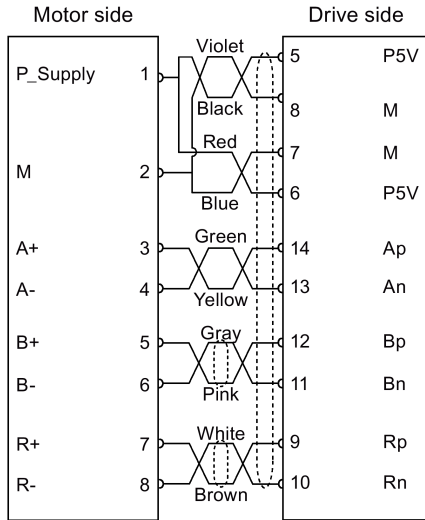 Motor side Drive side
Violet 5 P5V
P_Supply 1
Black 8 M
Red 7 M
M 2
Blue 6 P5V
Green
A+ 3 14 Ap
A- 4 13 An
Yellow
Gray
B+ 5 12 Bp
B- 6 11 Bn
Pink
White
R+ 7 9 Rp
R- 8 10 Rn
Brown